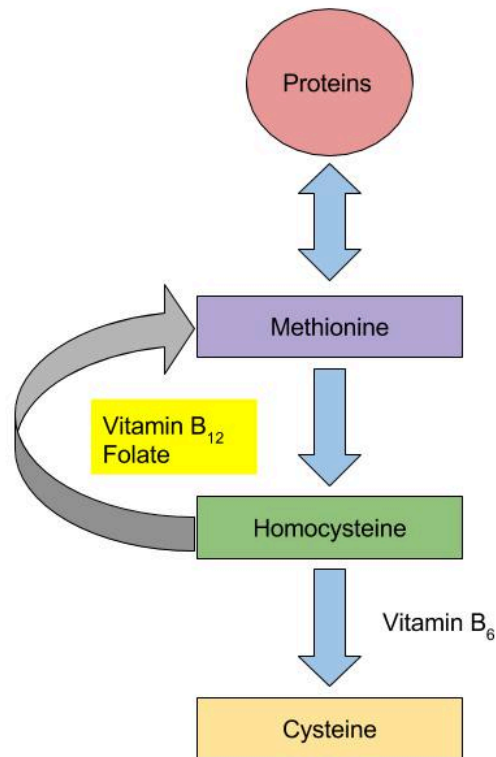 Proteins
Methionine
Vitamin B₁₂
Folate
Homocysteine
Vitamin B₆
Cysteine